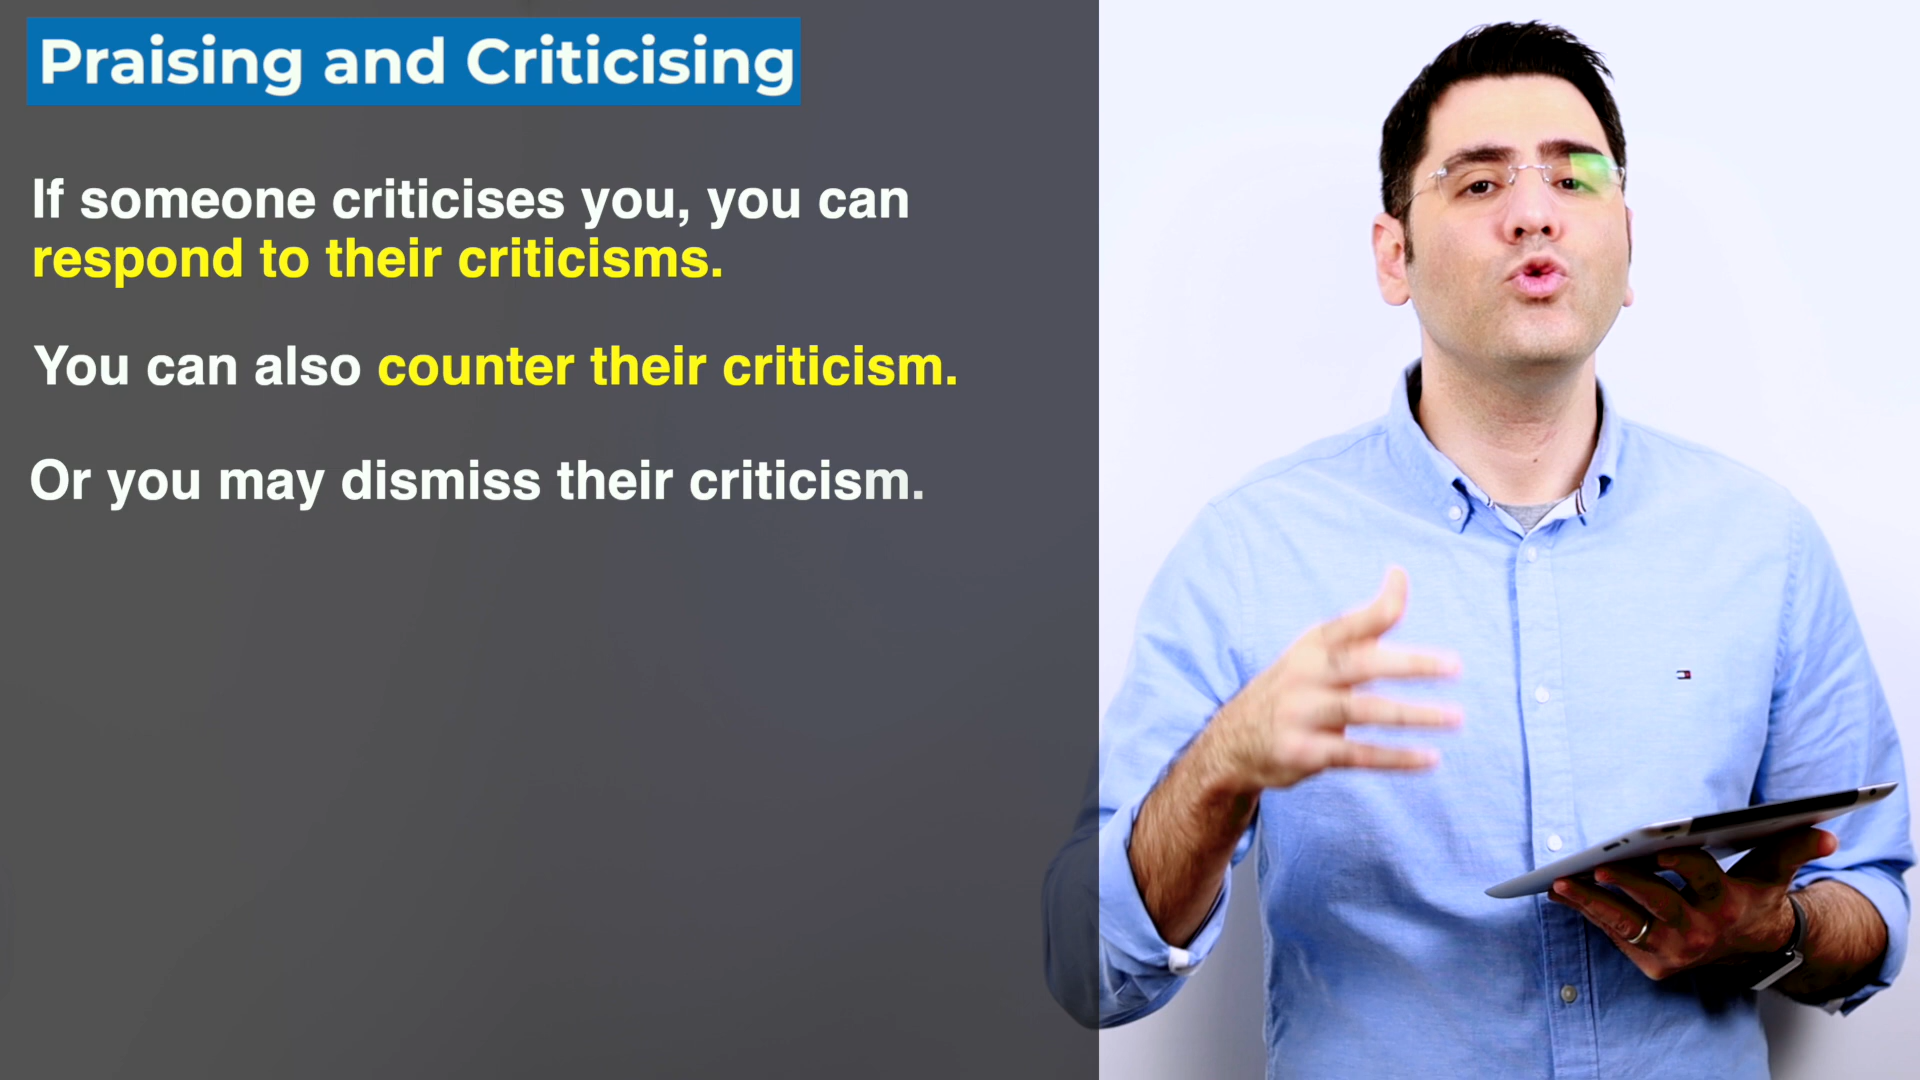 Praising and Criticising
If someone criticises you, you can
respond to their criticisms.
You can also counter their criticism.
Or you may dismiss their criticism.